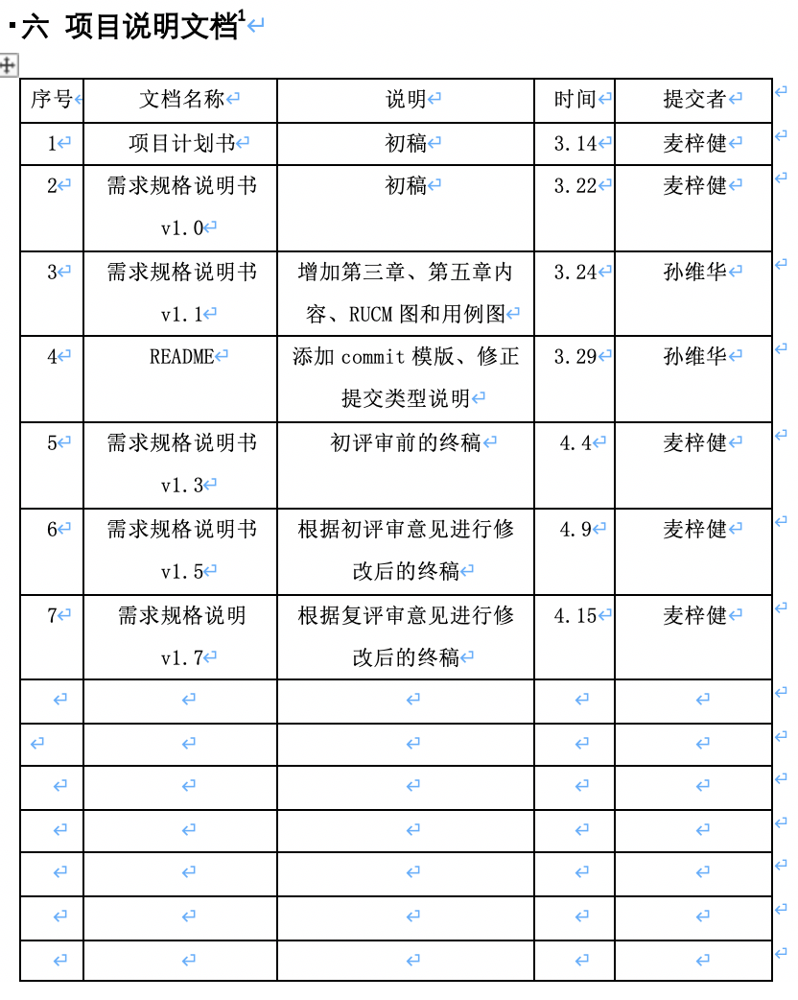 六 项目说明文档1
序号 文档名称 说明 时间 提交者
1 项目计划书 初稿 3.14 麦梓健
2 需求规格说明书 初稿 3.22 麦梓健
v1.0
3 需求规格说明书 增加第三章、第五章内 3.24 孙维华
v1.1 容、RUCM 图和用例图
4 README 添加 commit 模版、修正 3.29 孙维华
提交类型说明
5 需求规格说明书 初评审前的终稿 4.4 麦梓健
v1.3
6 需求规格说明书 根据初评审意见进行修 4.9 麦梓健
v1.5 改后的终稿
7 需求规格说明 根据复评审意见进行修 4.15 麦梓健
v1.7 改后的终稿